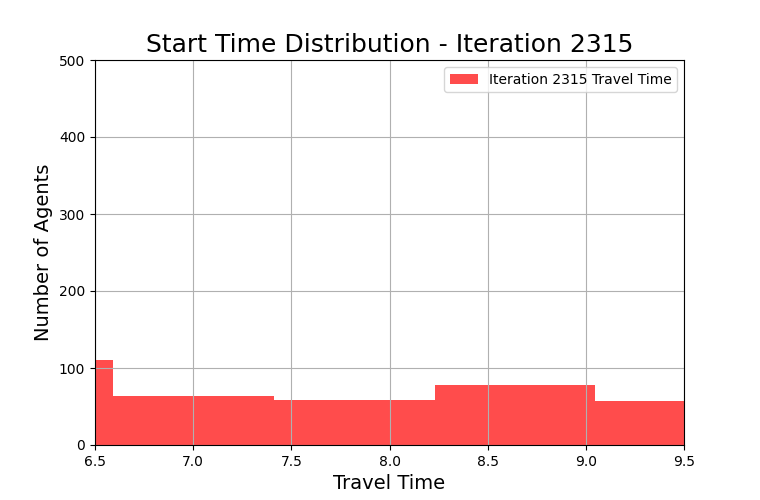 Start Time Distribution - Iteration 2315
500
Iteration 2315 Travel Time
400
300
200
100
0
Number of Agents
6.5 7.0 7.5 8.0 8.5 9.0 9.5
Travel Time